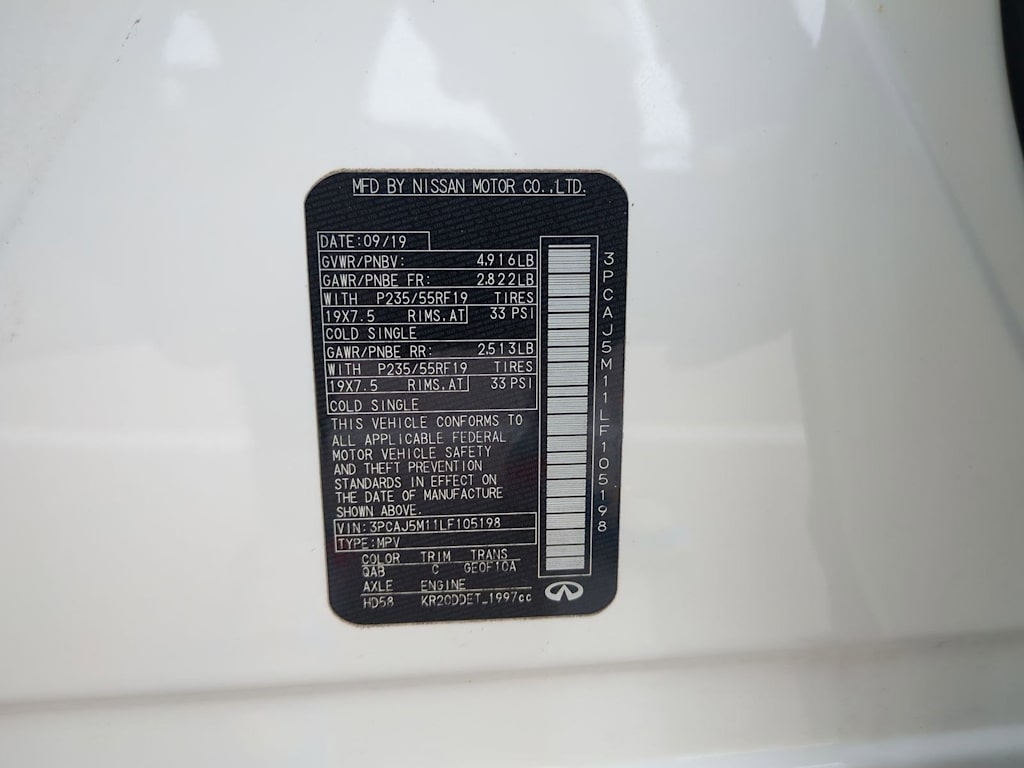 MFD BY NISSAN MOTOR CO.,LTD.
DATE:09/19
GVWR/PNBV: 4,916LB
GAWR/PNBE FR: 2,822LB
WITH P235/55RF19 TIRES
19X7.5 RIMS,AT 33 PSI
COLD SINGLE
GAWR/PNBE RR: 2,513LB
WITH P235/55RF19 TIRES
19X7.5 RIMS,AT 33 PSI
COLD SINGLE
THIS VEHICLE CONFORMS TO
ALL APPLICABLE FEDERAL
MOTOR VEHICLE SAFETY
AND THEFT PREVENTION
STANDARDS IN EFFECT ON
THE DATE OF MANUFACTURE
SHOWN ABOVE.
VIN:3PCAJ5M11LF105198
TYPE:MPV
COLOR TRIM TRANS
QAB C GE0F10A
AXLE ENGINE
HD58 KR20DDET_1997cc
3PCAJ5M11LF105198